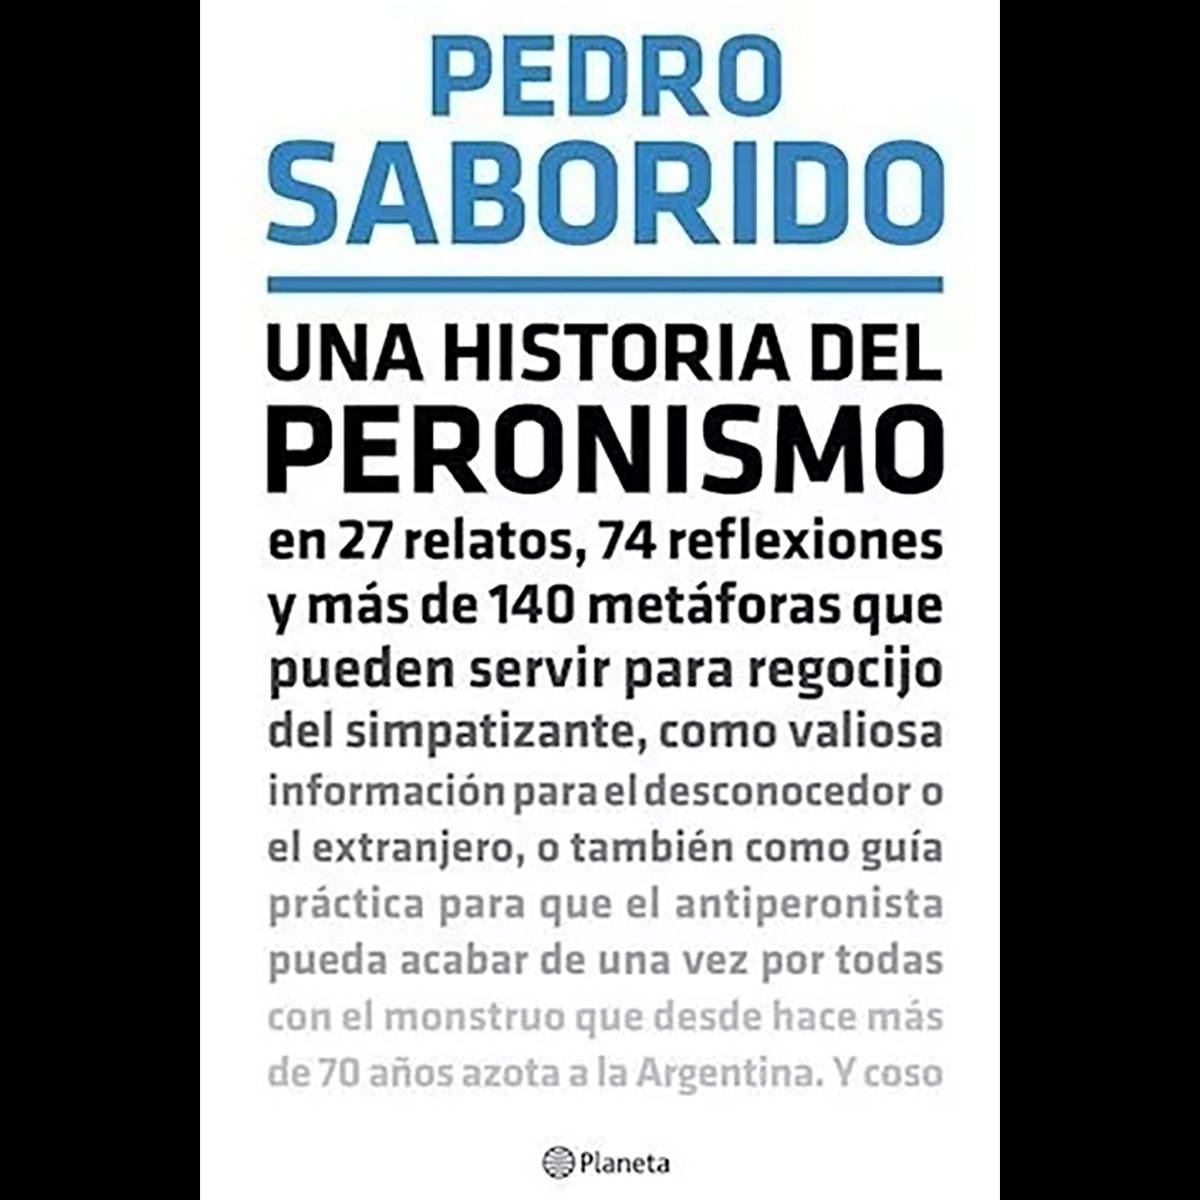 PEDRO
SABORIDO
UNA HISTORIA DEL
PERONISMO
en 27 relatos, 74 reflexiones
y más de 140 metáforas que
pueden servir para regocijo
del simpatizante, como valiosa
información para el desconocedor o
el extranjero, o también como guía
práctica para que el antiperonista
pueda acabar de una vez por todas
con el monstruo que desde hace más
de 70 años azota a la Argentina. Y coso
Planeta